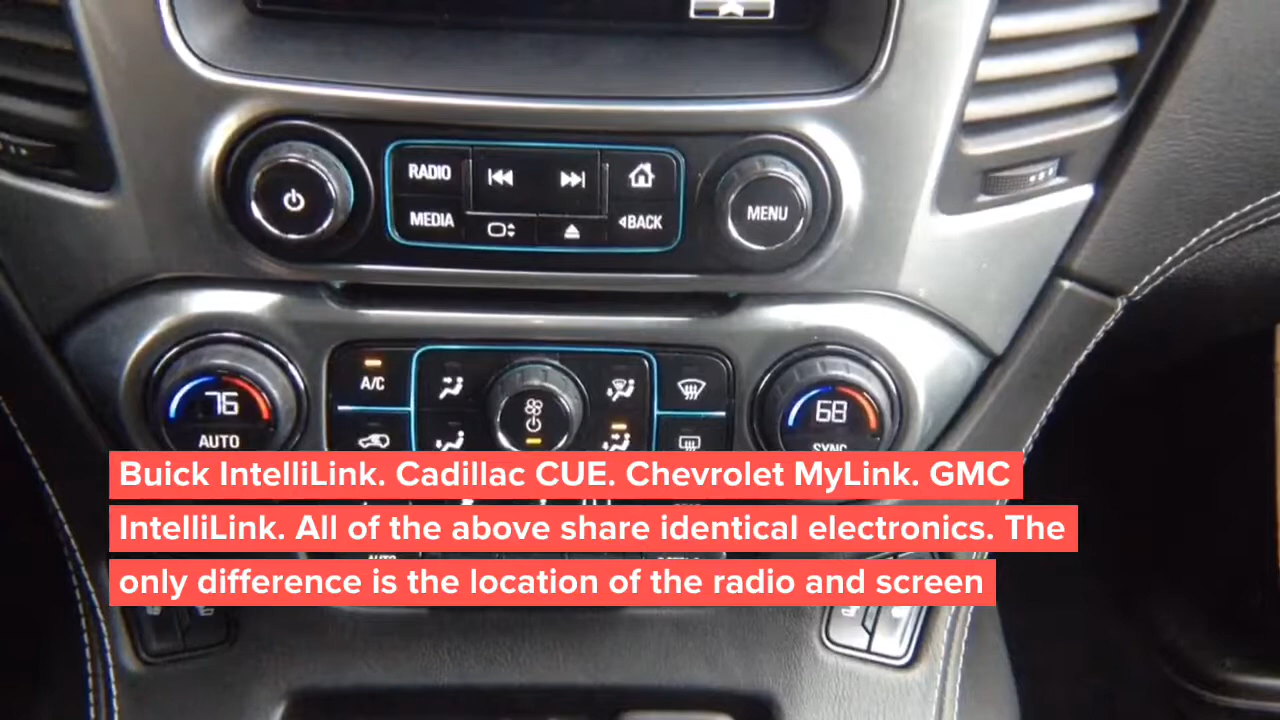 RADIO
MEDIA
BACK
MENU
76
AUTO
A/C
68
SYNC
Buick IntelliLink. Cadillac CUE. Chevrolet MyLink. GMC
IntelliLink. All of the above share identical electronics. The
only difference is the location of the radio and screen